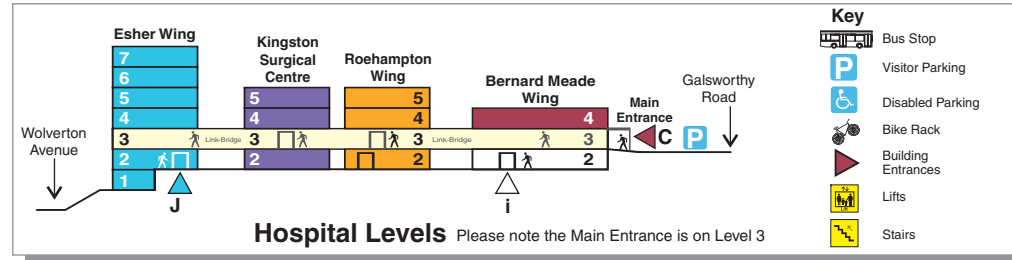 Esher Wing
7
6
5
4
3
2
1
Kingston
Surgical
Centre
5
4
3
2
Roehampton
Wing
5
4
3
2
Bernard Meade
Wing
4
3
2
Link-Bridge
Link-Bridge
Main
Entrance
C
P
Galsworthy
Road
Wolverton
Avenue
J
i
Hospital Levels Please note the Main Entrance is on Level 3
Key
Bus Stop
P Visitor Parking
Disabled Parking
Bike Rack
Building
Entrances
Lifts
Stairs